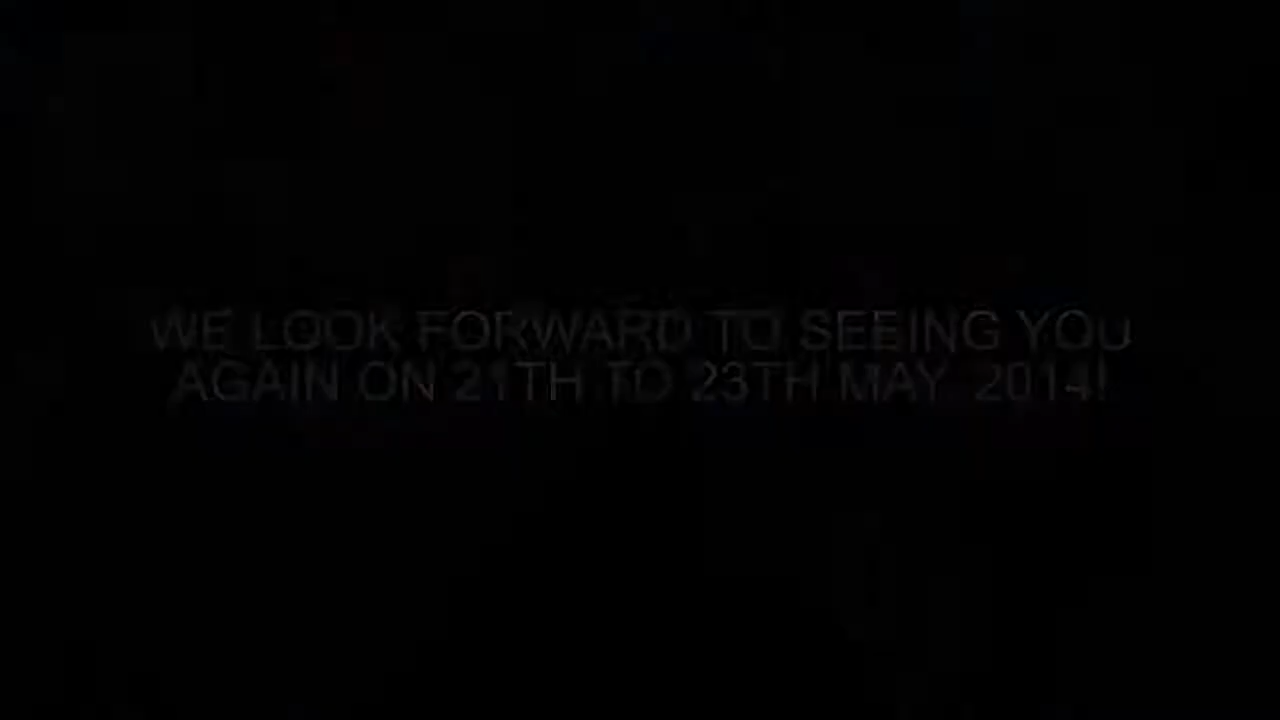 WE LOOK FORWARD TO SEEING YOU
AGAIN ON 21TH TO 23TH MAY, 2014!